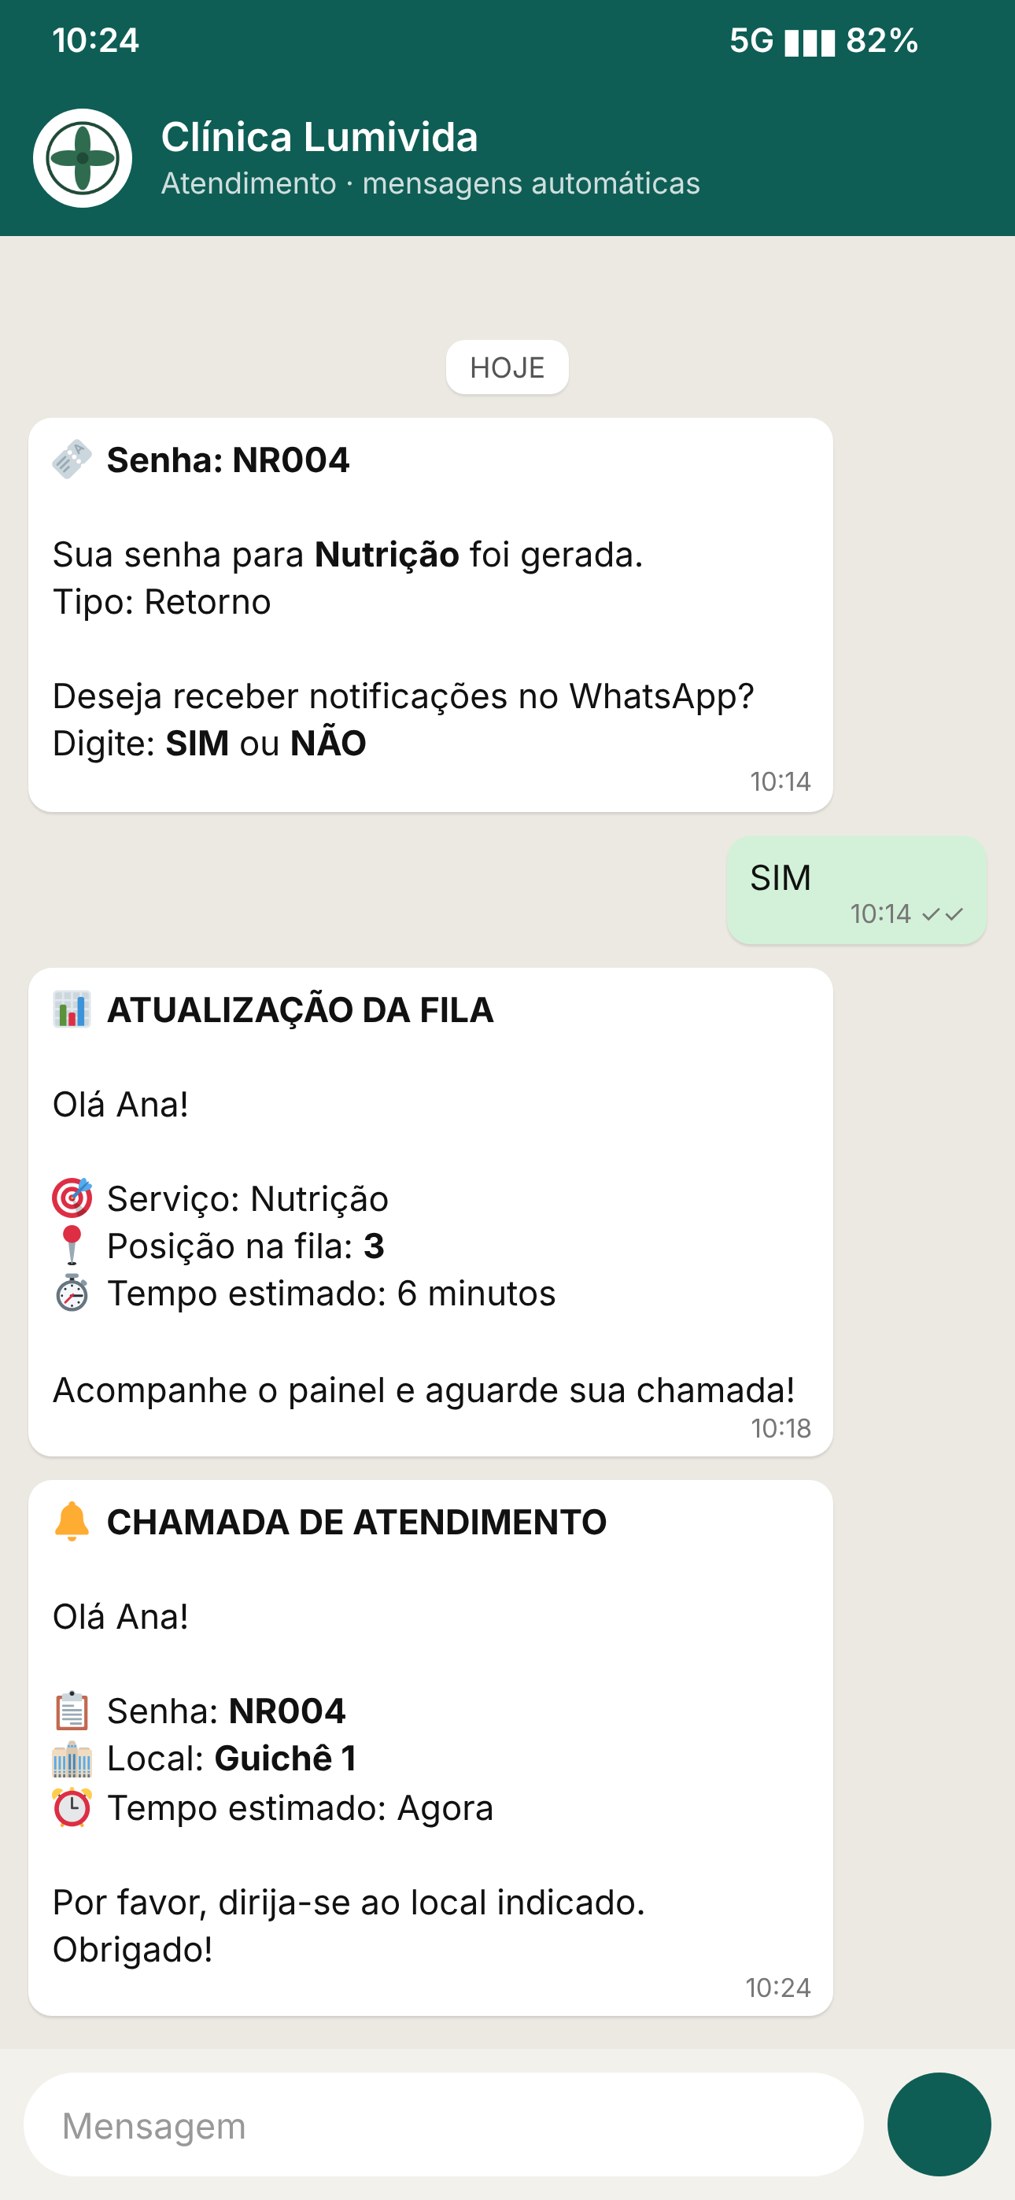 10:24
5G 82%
Clínica Lumivida
Atendimento · mensagens automáticas
HOJE
Senha: NR004
Sua senha para Nutrição foi gerada.
Tipo: Retorno
Deseja receber notificações no WhatsApp?
Digite: SIM ou NÃO
10:14
SIM
10:14
ATUALIZAÇÃO DA FILA
Olá Ana!
Serviço: Nutrição
Posição na fila: 3
Tempo estimado: 6 minutos
Acompanhe o painel e aguarde sua chamada!
10:18
CHAMADA DE ATENDIMENTO
Olá Ana!
Senha: NR004
Local: Guichê 1
Tempo estimado: Agora
Por favor, dirija-se ao local indicado.
Obrigado!
10:24
Mensagem